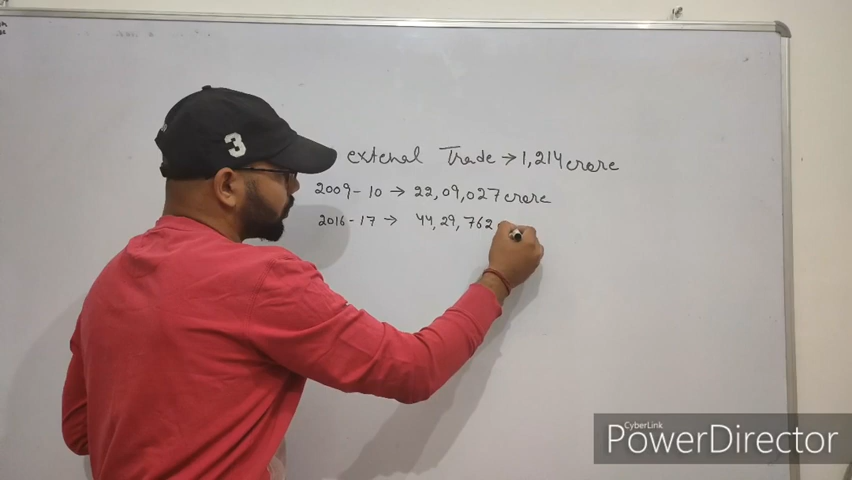 extenal Trade → 1,214 crore
2009-10 → 22,09,027 crore
2016-17 → 44,29,762
3
CyberLink
PowerDirector